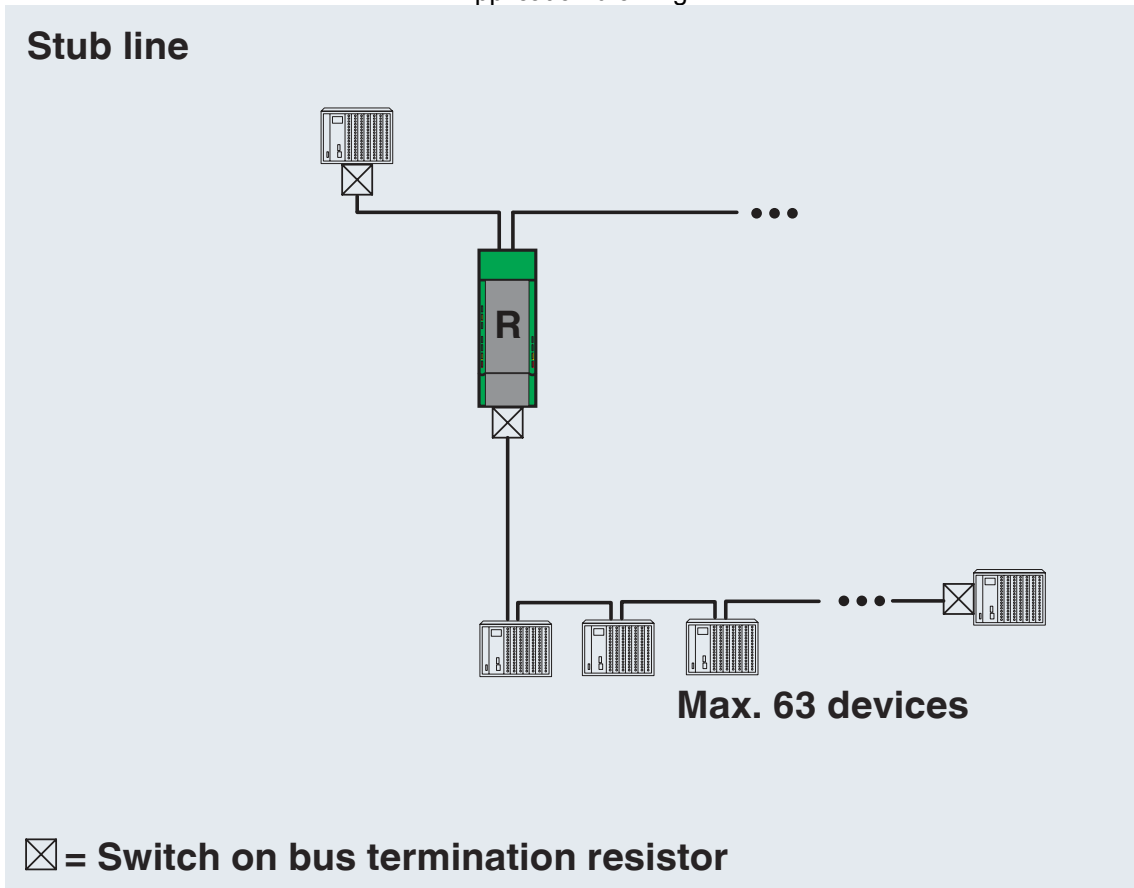 Stub line
R
Max. 63 devices
= Switch on bus termination resistor